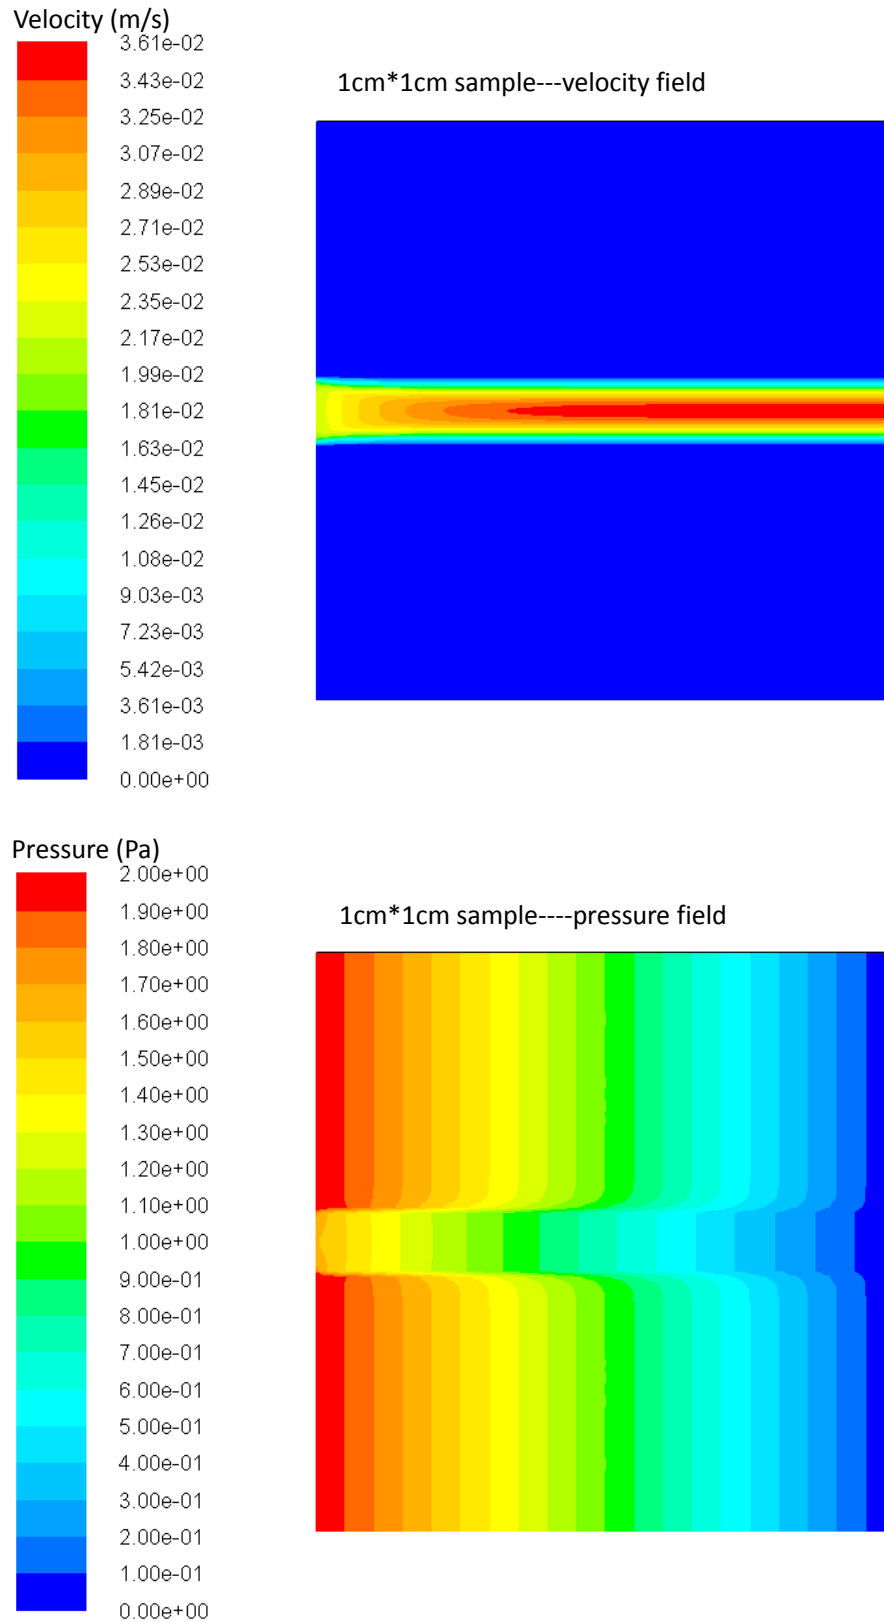 Velocity (m/s)
3.61e-02
3.43e-02
3.25e-02
3.07e-02
2.89e-02
2.71e-02
2.53e-02
2.35e-02
2.17e-02
1.99e-02
1.81e-02
1.63e-02
1.45e-02
1.26e-02
1.08e-02
9.03e-03
7.23e-03
5.42e-03
3.61e-03
1.81e-03
0.00e+00
1cm*1cm sample---velocity field
Pressure (Pa)
2.00e+00
1.90e+00
1.80e+00
1.70e+00
1.60e+00
1.50e+00
1.40e+00
1.30e+00
1.20e+00
1.10e+00
1.00e+00
9.00e-01
8.00e-01
7.00e-01
6.00e-01
5.00e-01
4.00e-01
3.00e-01
2.00e-01
1.00e-01
0.00e+00
1cm*1cm sample----pressure field